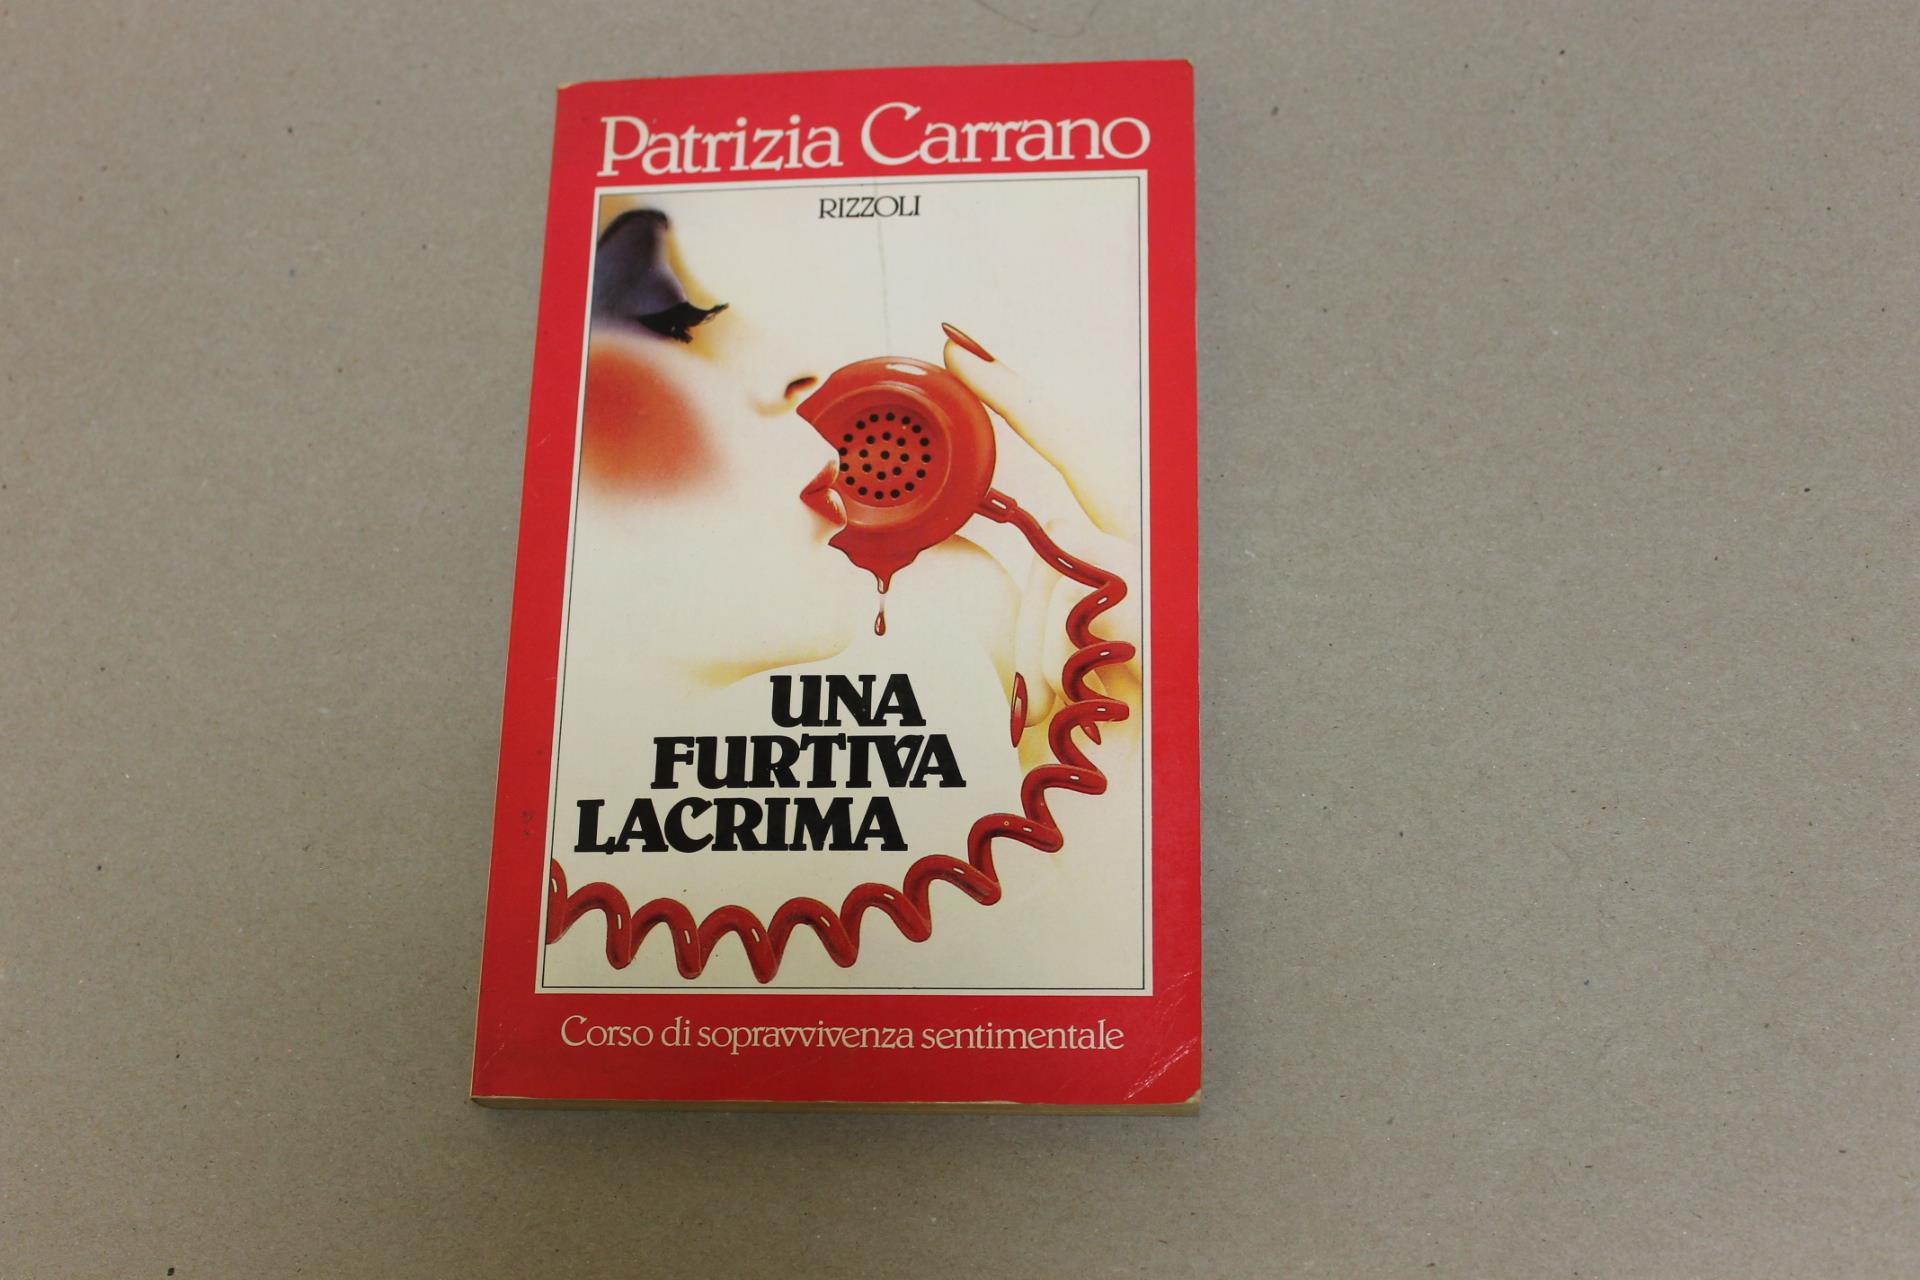 Patrizia Carrano
RIZZOLI
UNA
FURTIVA
LACRIMA
Corso di sopravvivenza sentimentale